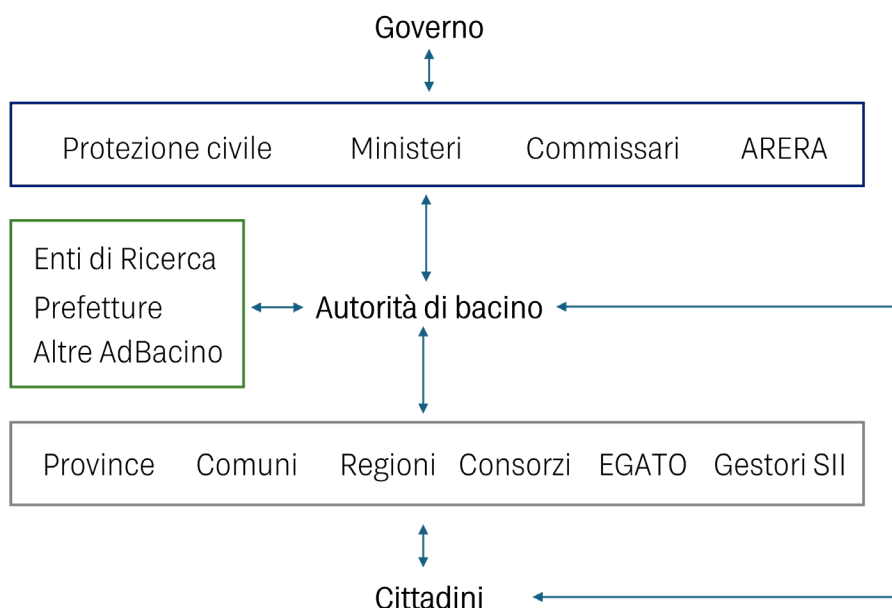 Governo
Protezione civile Ministeri Commissari ARERA
Enti di Ricerca
Prefetture
Altre AdBacino
Autorità di bacino
Province Comuni Regioni Consorzi EGATO Gestori SII
Cittadini